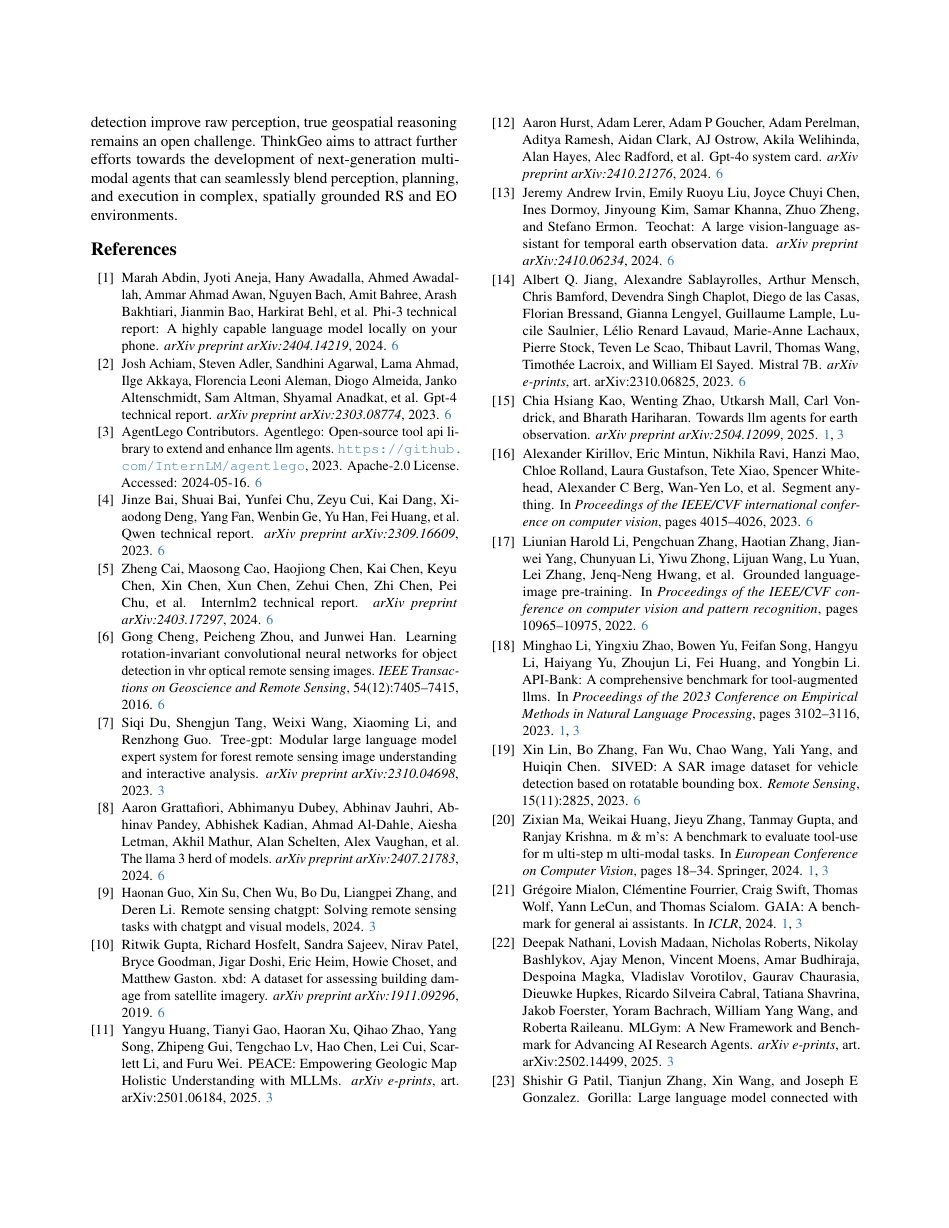 detection improve raw perception, true geospatial reasoning
remains an open challenge. ThinkGeo aims to attract further
efforts towards the development of next-generation multi-
modal agents that can seamlessly blend perception, planning,
and execution in complex, spatially grounded RS and EO
environments.
References
[1] Marah Abdin, Jyoti Aneja, Hany Awadalla, Ahmed Awadal-
lah, Ammar Ahmad Awan, Nguyen Bach, Amit Bahree, Arash
Bakhtiari, Jianmin Bao, Harkirat Behl, et al. Phi-3 technical
report: A highly capable language model locally on your
phone. arXiv preprint arXiv:2404.14219, 2024. 6
[2] Josh Achiam, Steven Adler, Sandhini Agarwal, Lama Ahmad,
Ilge Akkaya, Florencia Leoni Aleman, Diogo Almeida, Janko
Altenschmidt, Sam Altman, Shyamal Anadkat, et al. Gpt-4
technical report. arXiv preprint arXiv:2303.08774, 2023. 6
[3] AgentLego Contributors. Agentlego: Open-source tool api li-
brary to extend and enhance llm agents. https://github.
com/InternLM/agentlego, 2023. Apache-2.0 License.
Accessed: 2024-05-16. 6
[4] Jinze Bai, Shuai Bai, Yunfei Chu, Zeyu Cui, Kai Dang, Xi-
aodong Deng, Yang Fan, Wenbin Ge, Yu Han, Fei Huang, et al.
Qwen technical report. arXiv preprint arXiv:2309.16609,
2023. 6
[5] Zheng Cai, Maosong Cao, Haojiong Chen, Kai Chen, Keyu
Chen, Xin Chen, Xun Chen, Zehui Chen, Zhi Chen, Pei
Chu, et al. Internlm2 technical report. arXiv preprint
arXiv:2403.17297, 2024. 6
[6] Gong Cheng, Peicheng Zhou, and Junwei Han. Learning
rotation-invariant convolutional neural networks for object
detection in vhr optical remote sensing images. IEEE Transac-
tions on Geoscience and Remote Sensing, 54(12):7405–7415,
2016. 6
[7] Siqi Du, Shengjun Tang, Weixi Wang, Xiaoming Li, and
Renzhong Guo. Tree-gpt: Modular large language model
expert system for forest remote sensing image understanding
and interactive analysis. arXiv preprint arXiv:2310.04698,
2023. 3
[8] Aaron Grattafiori, Abhimanyu Dubey, Abhinav Jauhri, Ab-
hinav Pandey, Abhishek Kadian, Ahmad Al-Dahle, Aiesha
Letman, Akhil Mathur, Alan Schelten, Alex Vaughan, et al.
The llama 3 herd of models. arXiv preprint arXiv:2407.21783,
2024. 6
[9] Haonan Guo, Xin Su, Chen Wu, Bo Du, Liangpei Zhang, and
Deren Li. Remote sensing chatgpt: Solving remote sensing
tasks with chatgpt and visual models, 2024. 3
[10] Ritwik Gupta, Richard Hosfelt, Sandra Sajeev, Nirav Patel,
Bryce Goodman, Jigar Doshi, Eric Heim, Howie Choset, and
Matthew Gaston. xbd: A dataset for assessing building dam-
age from satellite imagery. arXiv preprint arXiv:1911.09296,
2019. 6
[11] Yangyu Huang, Tianyi Gao, Haoran Xu, Qihao Zhao, Yang
Song, Zhipeng Gui, Tengchao Lv, Hao Chen, Lei Cui, Scar-
lett Li, and Furu Wei. PEACE: Empowering Geologic Map
Holistic Understanding with MLLMs. arXiv e-prints, art.
arXiv:2501.06184, 2025. 3
[12] Aaron Hurst, Adam Lerer, Adam P Goucher, Adam Perelman,
Aditya Ramesh, Aidan Clark, AJ Ostrow, Akila Welihinda,
Alan Hayes, Alec Radford, et al. Gpt-4o system card. arXiv
preprint arXiv:2410.21276, 2024. 6
[13] Jeremy Andrew Irvin, Emily Ruoyu Liu, Joyce Chuyi Chen,
Ines Dormoy, Jinyoung Kim, Samar Khanna, Zhuo Zheng,
and Stefano Ermon. Teochat: A large vision-language as-
sistant for temporal earth observation data. arXiv preprint
arXiv:2410.06234, 2024. 6
[14] Albert Q. Jiang, Alexandre Sablayrolles, Arthur Mensch,
Chris Bamford, Devendra Singh Chaplot, Diego de las Casas,
Florian Bressand, Gianna Lengyel, Guillaume Lample, Lu-
cile Saulnier, Lélio Renard Lavaud, Marie-Anne Lachaux,
Pierre Stock, Teven Le Scao, Thibaut Lavril, Thomas Wang,
Timothée Lacroix, and William El Sayed. Mistral 7B. arXiv
e-prints, art. arXiv:2310.06825, 2023. 6
[15] Chia Hsiang Kao, Wenting Zhao, Utkarsh Mall, Carl Von-
drick, and Bharath Hariharan. Towards llm agents for earth
observation. arXiv preprint arXiv:2504.12099, 2025. 1, 3
[16] Alexander Kirillov, Eric Mintun, Nikhila Ravi, Hanzi Mao,
Chloe Rolland, Laura Gustafson, Tete Xiao, Spencer White-
head, Alexander C Berg, Wan-Yen Lo, et al. Segment any-
thing. In Proceedings of the IEEE/CVF international confer-
ence on computer vision, pages 4015–4026, 2023. 6
[17] Liunian Harold Li, Pengchuan Zhang, Haotian Zhang, Jian-
wei Yang, Chunyuan Li, Yiwu Zhong, Lijuan Wang, Lu Yuan,
Lei Zhang, Jenq-Neng Hwang, et al. Grounded language-
image pre-training. In Proceedings of the IEEE/CVF con-
ference on computer vision and pattern recognition, pages
10965–10975, 2022. 6
[18] Minghao Li, Yingxiu Zhao, Bowen Yu, Feifan Song, Hangyu
Li, Haiyang Yu, Zhoujun Li, Fei Huang, and Yongbin Li.
API-Bank: A comprehensive benchmark for tool-augmented
llms. In Proceedings of the 2023 Conference on Empirical
Methods in Natural Language Processing, pages 3102–3116,
2023. 1, 3
[19] Xin Lin, Bo Zhang, Fan Wu, Chao Wang, Yali Yang, and
Huiqin Chen. SIVED: A SAR image dataset for vehicle
detection based on rotatable bounding box. Remote Sensing,
15(11):2825, 2023. 6
[20] Zixian Ma, Weikai Huang, Jieyu Zhang, Tanmay Gupta, and
Ranjay Krishna. m & m's: A benchmark to evaluate tool-use
for m ulti-step m ulti-modal tasks. In European Conference
on Computer Vision, pages 18–34. Springer, 2024. 1, 3
[21] Grégoire Mialon, Clémentine Fourrier, Craig Swift, Thomas
Wolf, Yann LeCun, and Thomas Scialom. GAIA: A bench-
mark for general ai assistants. In ICLR, 2024. 1, 3
[22] Deepak Nathani, Lovish Madaan, Nicholas Roberts, Nikolay
Bashlykov, Ajay Menon, Vincent Moens, Amar Budhiraja,
Despoina Magka, Vladislav Vorotilov, Gaurav Chaurasia,
Dieuwke Hupkes, Ricardo Silveira Cabral, Tatiana Shavrina,
Jakob Foerster, Yoram Bachrach, William Yang Wang, and
Roberta Raileanu. MLGym: A New Framework and Bench-
mark for Advancing AI Research Agents. arXiv e-prints, art.
arXiv:2502.14499, 2025. 3
[23] Shishir G Patil, Tianjun Zhang, Xin Wang, and Joseph E
Gonzalez. Gorilla: Large language model connected with